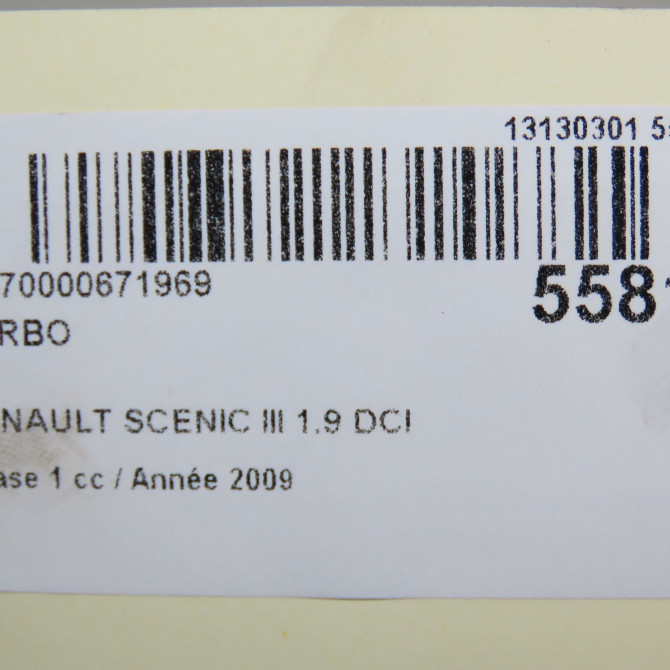 13130301 5
70000671969
558
RBO
NAULT SCENIC III 1.9 DCI
ase 1 cc / Année 2009